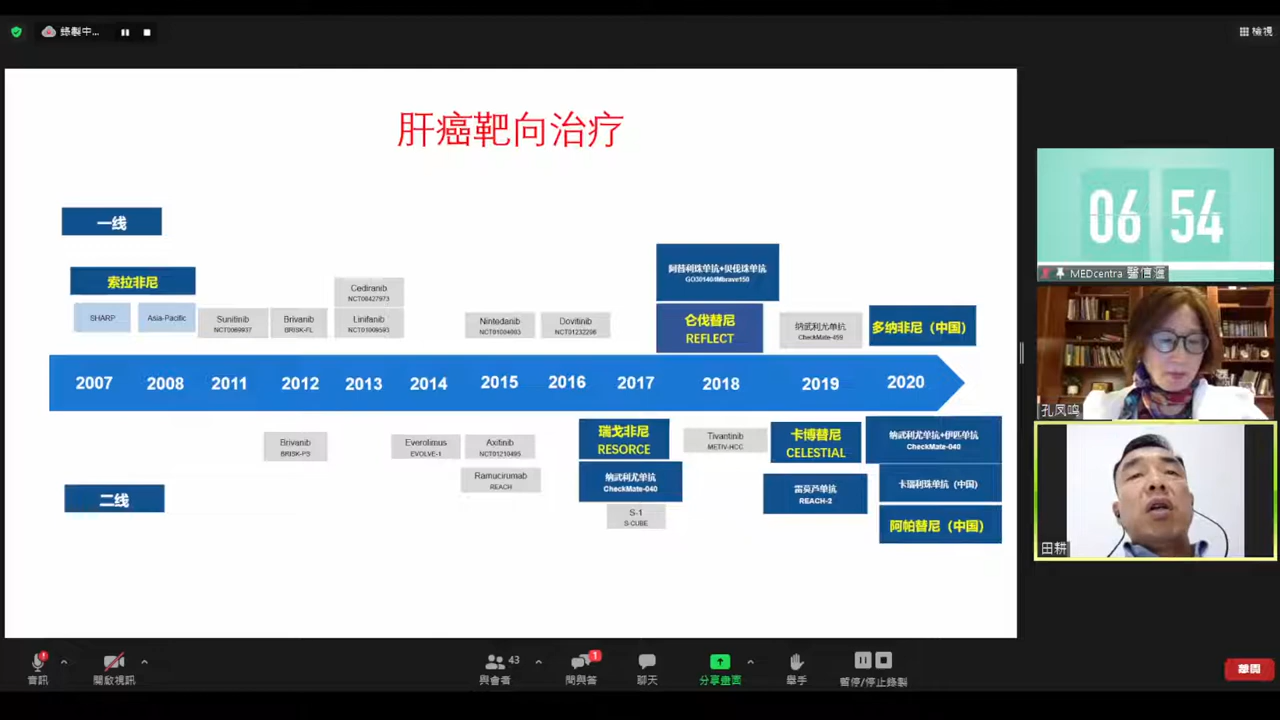 錄製中...
檢視
肝癌靶向治疗
一线
索拉非尼
SHARP
Asia-Pacific
Sunitinib
NCT0069937
Brivanib
BRISK-FL
Cediranib
NCT00427973
Linifanib
NCT01009593
Nintedanib
NCT01004003
Dovitinib
NCT01232296
阿替利珠单抗+贝伐珠单抗
GO30140/IMbrave150
仑伐替尼
REFLECT
纳武利尤单抗
CheckMate-459
多纳非尼（中国）
2007
2008
2011
2012
2013
2014
2015
2016
2017
2018
2019
2020
Brivanib
BRISK-PS
Everolimus
EVOLVE-1
Axitinib
NCT01210495
Ramucirumab
REACH
瑞戈非尼
RESORCE
纳武利尤单抗
CheckMate-040
S-1
S-CUBE
Tivantinib
METIV-HCC
卡博替尼
CELESTIAL
雷莫芦单抗
REACH-2
纳武利尤单抗+伊匹单抗
CheckMate-040
卡瑞利珠单抗（中国）
阿帕替尼（中国）
二线
06 54
MEDcentra 醫信滙
孔凤鸣
田耕
音訊
開啟視訊
43
與會者
1
問與答
聊天
分享畫面
舉手
暫停/停止錄製
離開